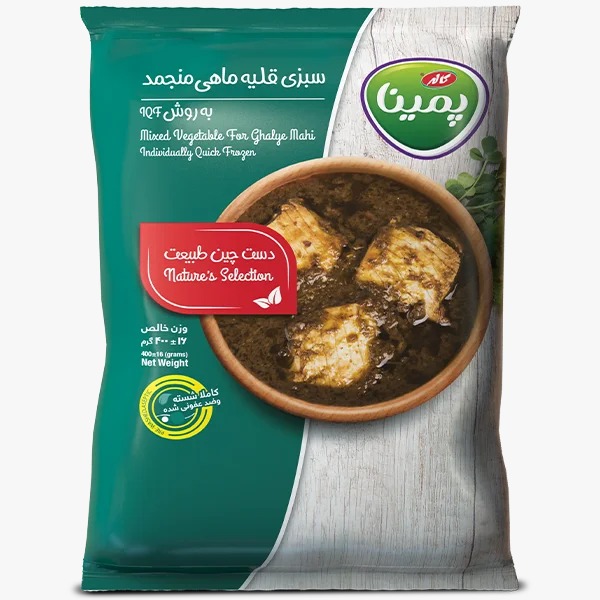 کاله
پمینا
سبزی قلیه ماهی منجمد
به روش IQF
Mixed Vegetable For Ghalye Mahi
Individually Quick Frozen
دست چین طبیعت
Nature's Selection
وزن خالص
۴۰۰±۱۶ گرم
400±16 (grams)
Net Weight
کاملا شسته
وضد عفونی شده